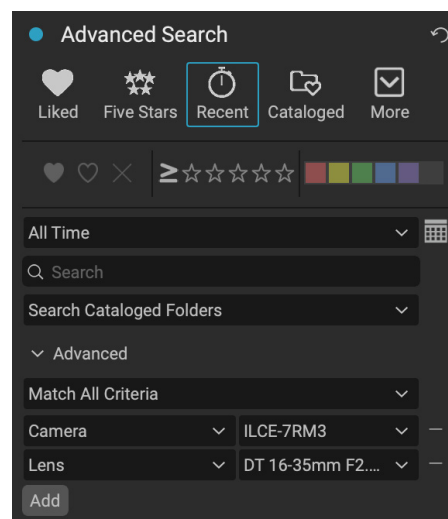 Advanced Search
Liked Five Stars Recent Cataloged More
≥
All Time
Search
Search Cataloged Folders
Advanced
Match All Criteria
Camera ILCE-7RM3
Lens DT 16-35mm F2....
Add